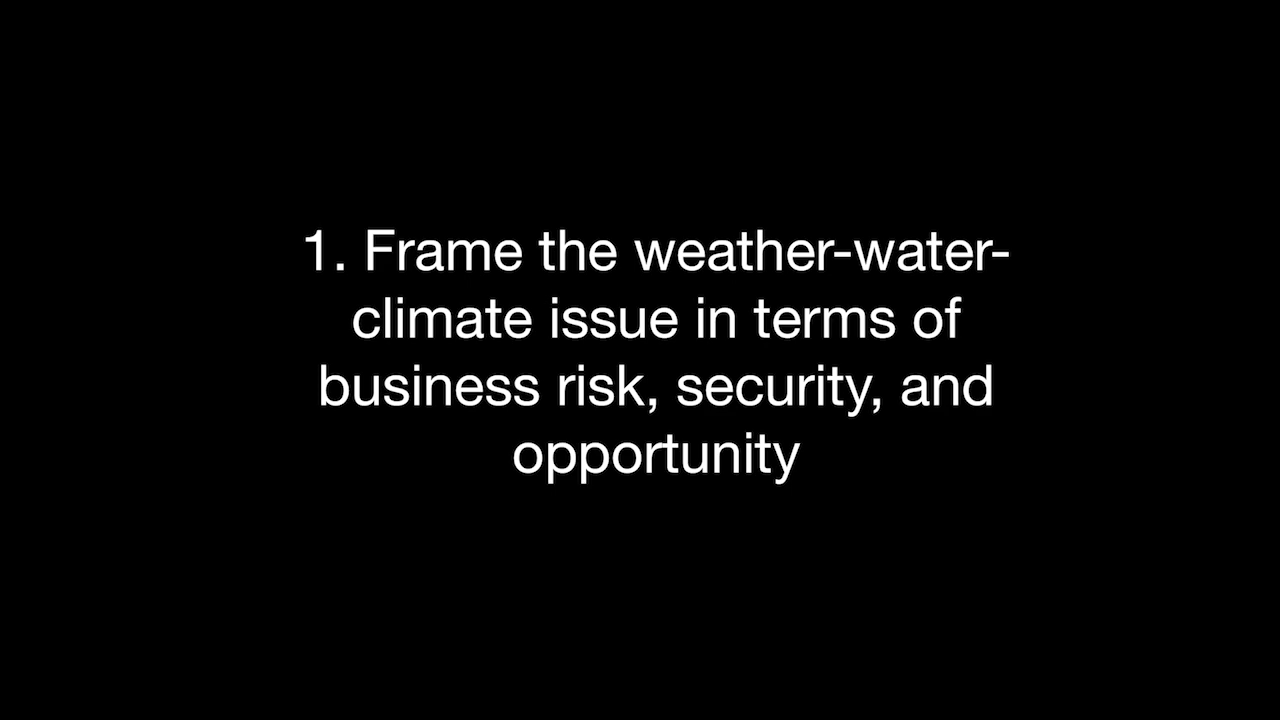 1. Frame the weather-water-
climate issue in terms of
business risk, security, and
opportunity